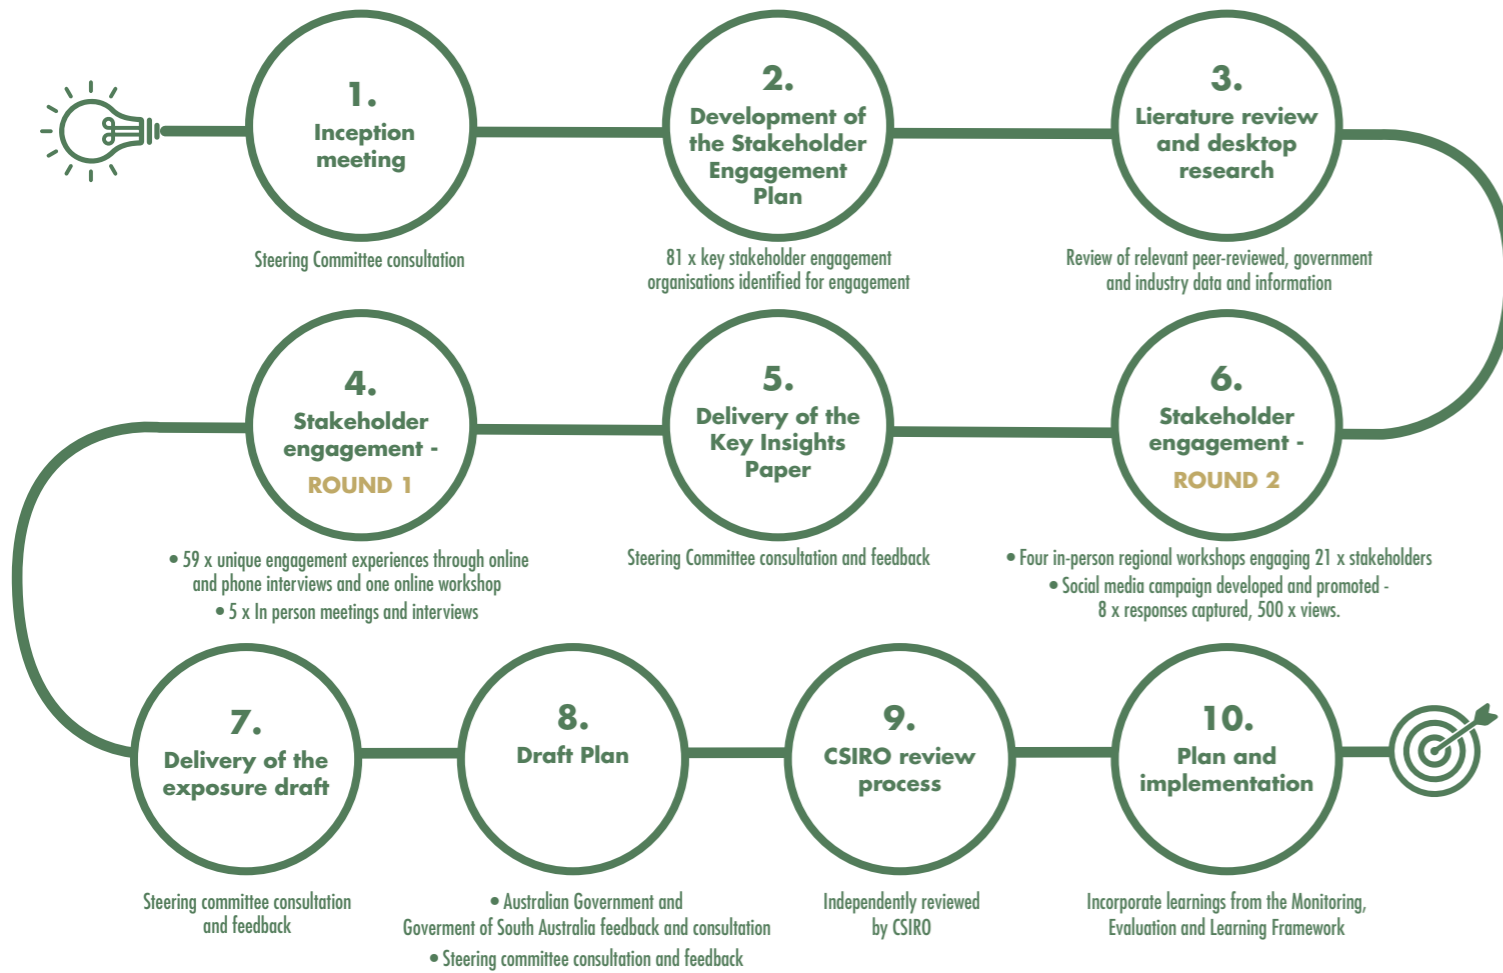 1.
Inception
meeting
Steering Committee consultation
2.
Development of
the Stakeholder
Engagement
Plan
81 x key stakeholder engagement
organisations identified for engagement
3.
Lierature review
and desktop
research
Review of relevant peer-reviewed, government
and industry data and information
4.
Stakeholder
engagement -
ROUND 1
• 59 x unique engagement experiences through online
and phone interviews and one online workshop
• 5 x In person meetings and interviews
5.
Delivery of the
Key Insights
Paper
Steering Committee consultation and feedback
6.
Stakeholder
engagement -
ROUND 2
• Four in-person regional workshops engaging 21 x stakeholders
• Social media campaign developed and promoted -
8 x responses captured, 500 x views.
7.
Delivery of the
exposure draft
Steering committee consultation
and feedback
8.
Draft Plan
• Australian Government and
Goverment of South Australia feedback and consultation
• Steering committee consultation and feedback
9.
CSIRO review
process
Independently reviewed
by CSIRO
10.
Plan and
implementation
Incorporate learnings from the Monitoring,
Evaluation and Learning Framework